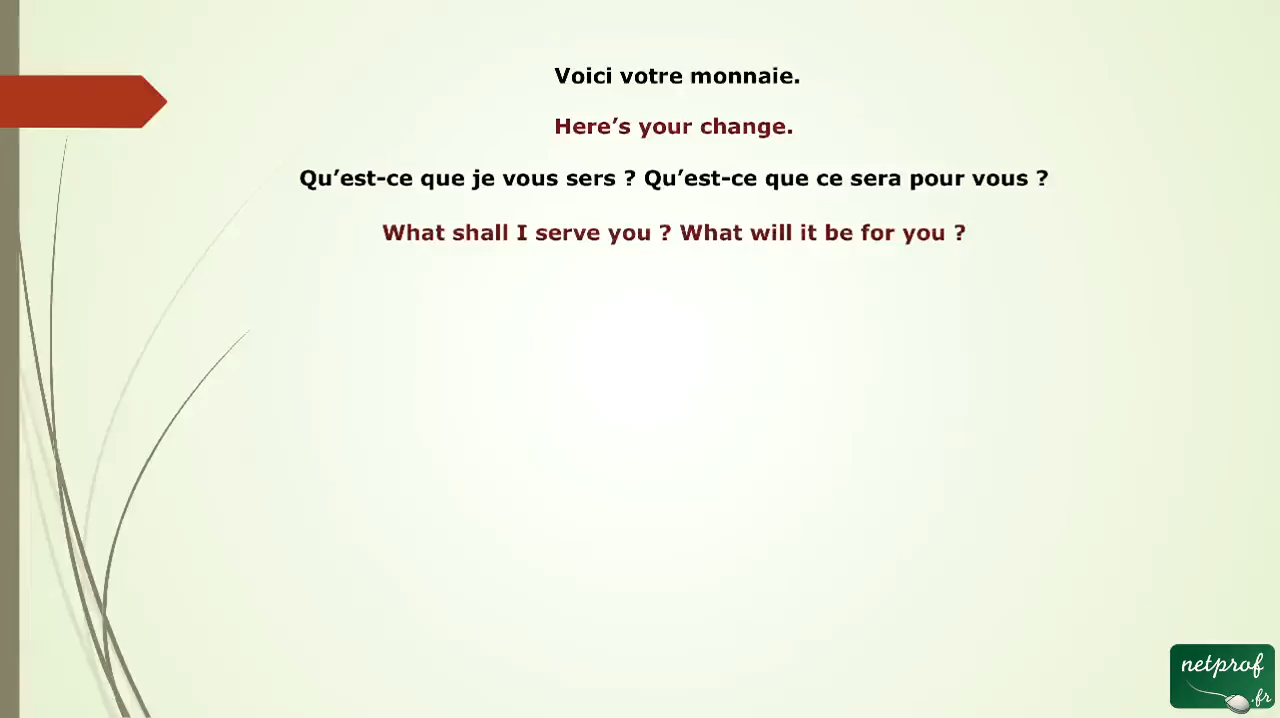 Voici votre monnaie.
Here’s your change.
Qu’est-ce que je vous sers ? Qu’est-ce que ce sera pour vous ?
What shall I serve you ? What will it be for you ?
netprof
.fr